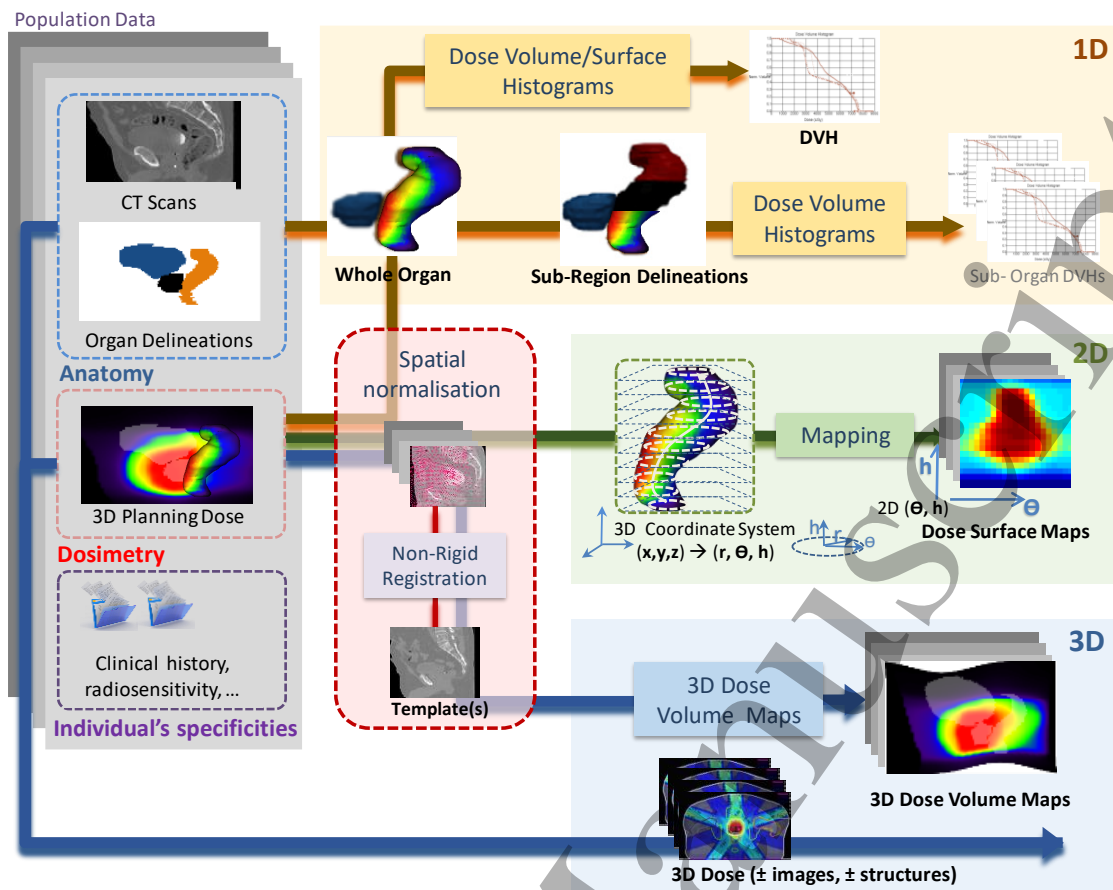 Population Data
CT Scans
Organ Delineations
Anatomy
3D Planning Dose
Dosimetry
Clinical history,
radiosensitivity, ...
Individual's specificities
1D
Dose Volume/Surface
Histograms
DVH
Whole Organ
Sub-Region Delineations
Dose Volume
Histograms
Sub- Organ DVHs
Spatial
normalisation
Non-Rigid
Registration
Template(s)
2D
3D Coordinate System
(x,y,z) → (r, Θ, h)
h
r
Θ
Mapping
h
Θ
2D (Θ, h)
Dose Surface Maps
3D
3D Dose
Volume Maps
3D Dose Volume Maps
3D Dose (± images, ± structures)